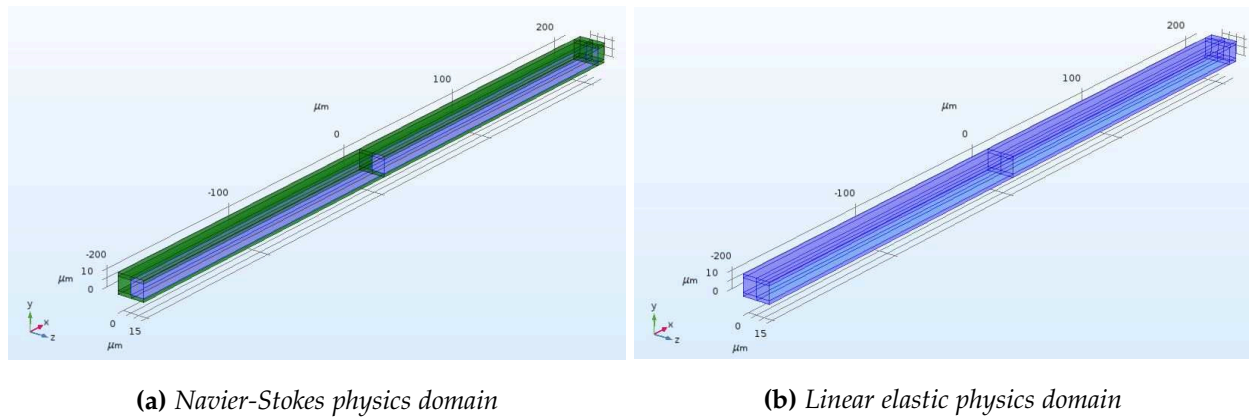 200
100
µm
0
-100
-200
µm 10
0
0
15
µm
y
x
z
200
100
µm
0
-100
-200
µm 10
0
0
15
µm
y
x
z
(a) Navier-Stokes physics domain
(b) Linear elastic physics domain